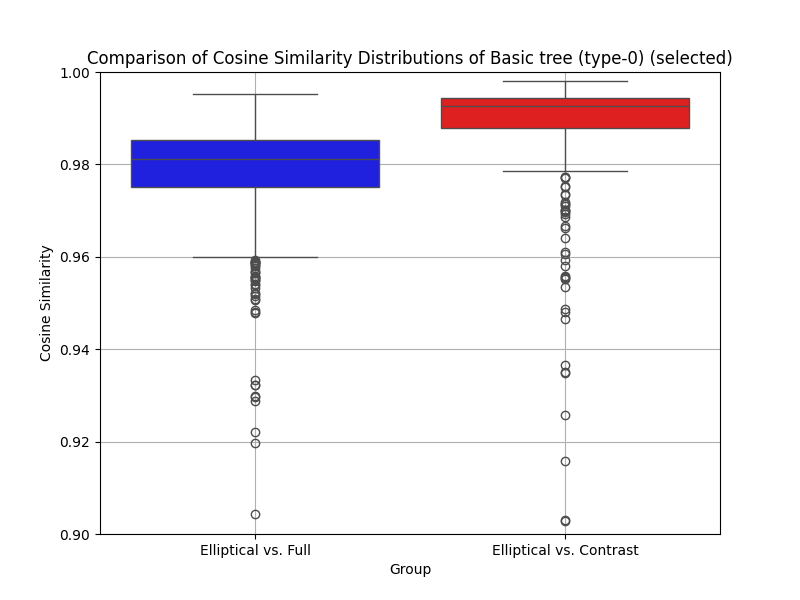 Comparison of Cosine Similarity Distributions of Basic tree (type-0) (selected)
1.00
0.98
0.96
0.94
0.92
0.90
Cosine Similarity
Elliptical vs. Full
Elliptical vs. Contrast
Group